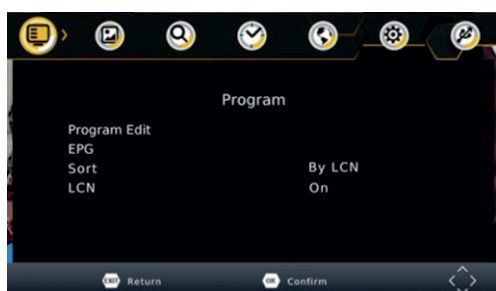 Program
Program Edit
EPG
Sort By LCN
LCN On
EXIT Return OK Confirm